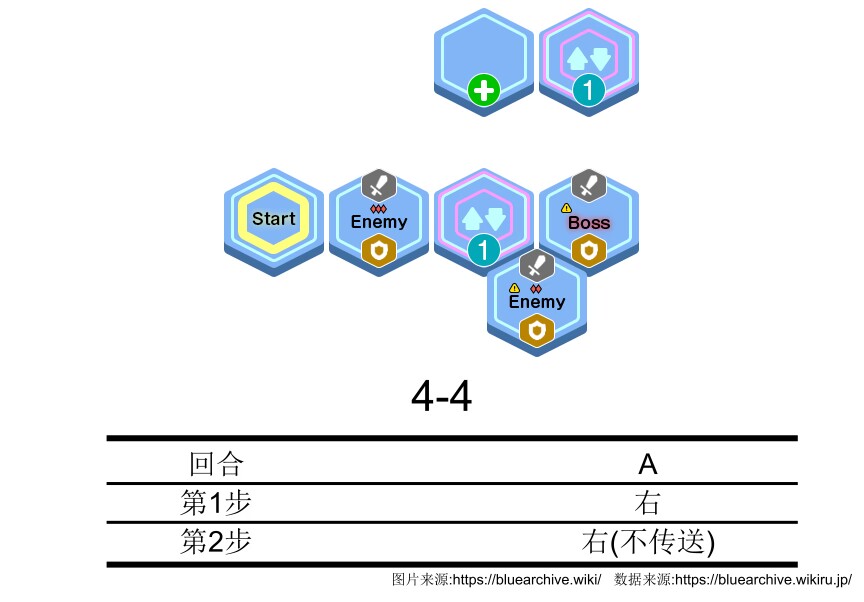 1
Start
Enemy
1
Boss
Enemy
4-4
回合 A
第1步 右
第2步 右(不传送)
图片来源:https://bluearchive.wiki/ 数据来源:https://bluearchive.wikiru.jp/